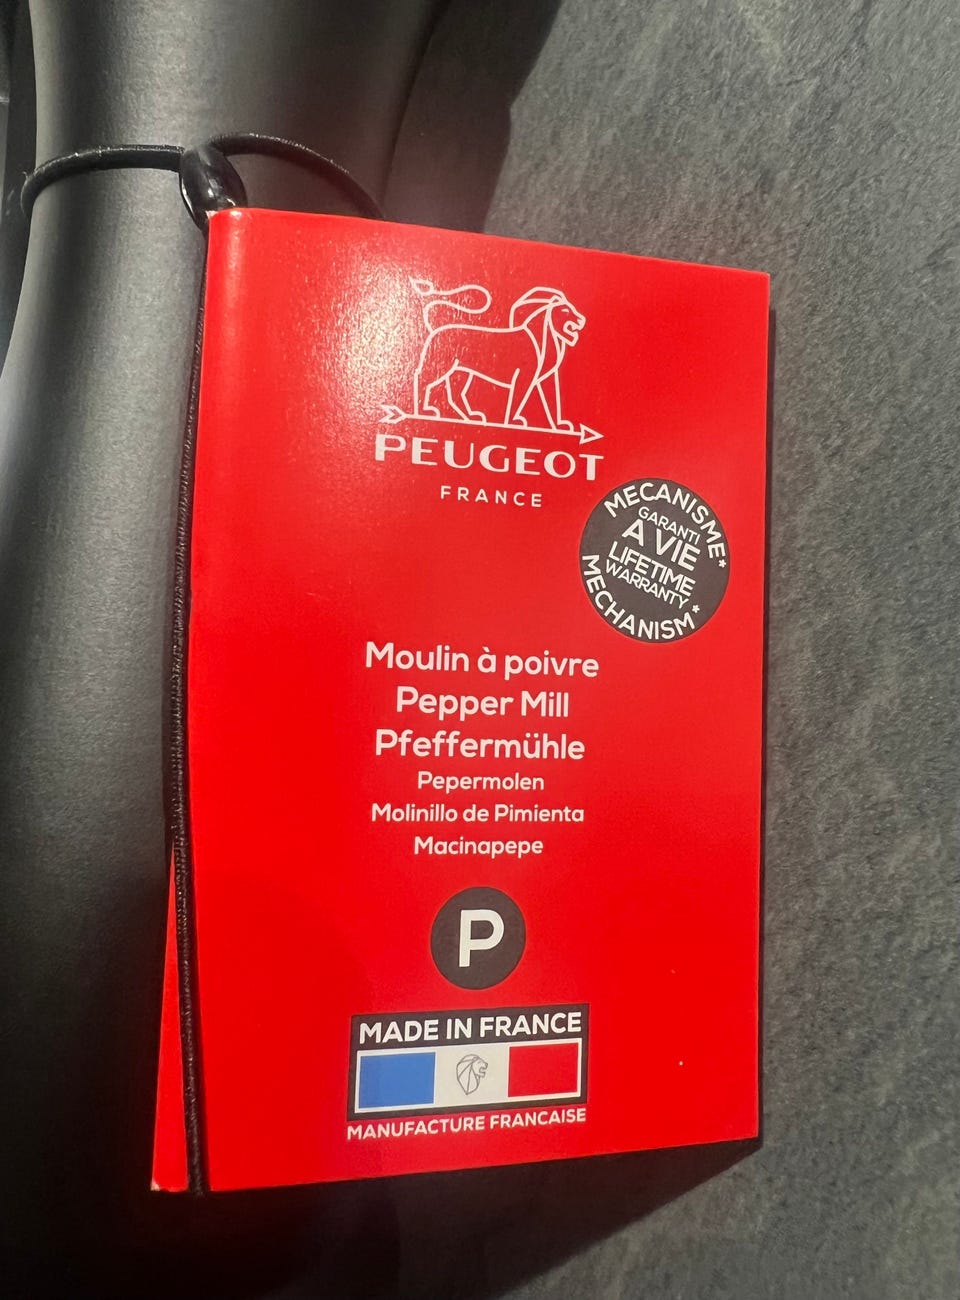 PEUGEOT
FRANCE
MECANISME*
GARANTI
A VIE
LIFETIME
WARRANTY
MECHANISM*
Moulin à poivre
Pepper Mill
Pfeffermühle
Pepermolen
Molinillo de Pimienta
Macinapepe
P
MADE IN FRANCE
MANUFACTURE FRANCAISE